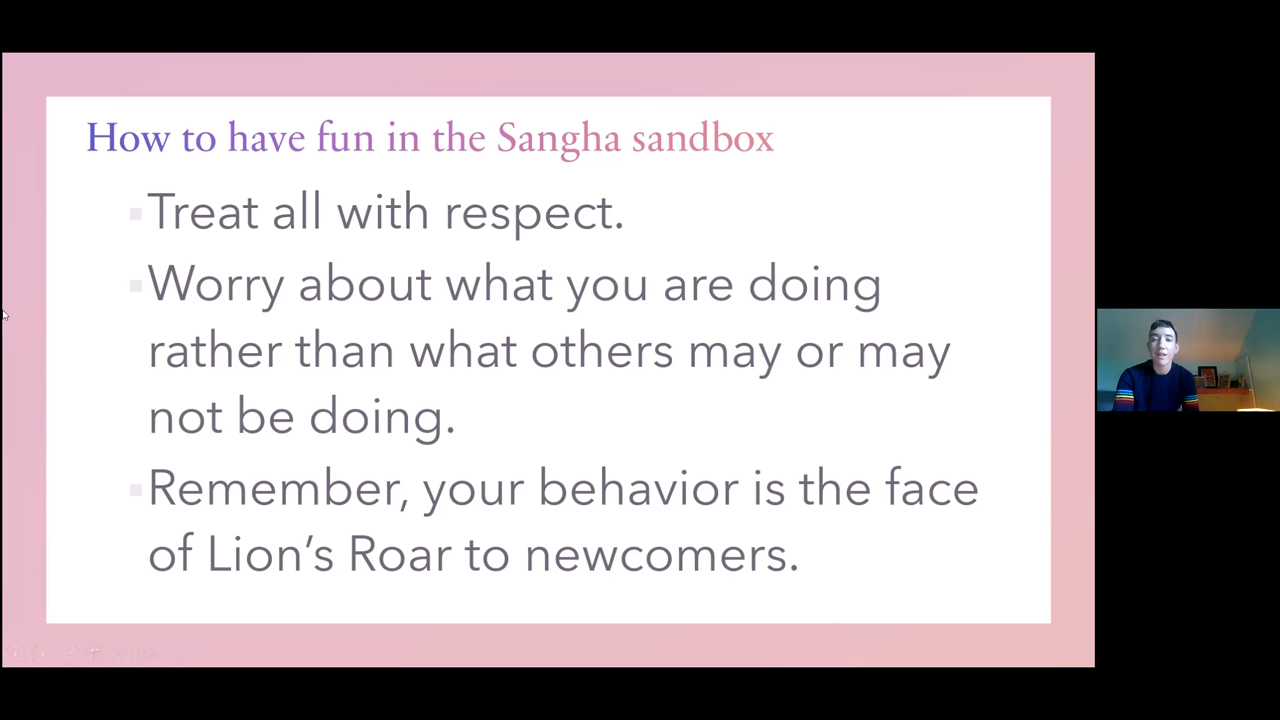 How to have fun in the Sangha sandbox
Treat all with respect.
Worry about what you are doing
rather than what others may or may
not be doing.
Remember, your behavior is the face
of Lion’s Roar to newcomers.